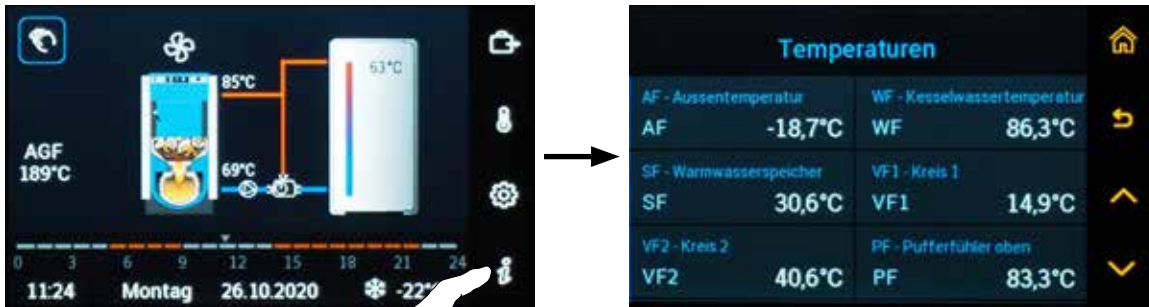 85°C
63°C
AGF
189°C
69°C
0 3 6 9 12 15 18 21 24
11:24 Montag 26.10.2020 -22°
Temperaturen
AF - Aussentemperatur
AF -18,7°C
WF - Kesselwassertemperatur
WF 86,3°C
SF - Warmwasserspeicher
SF 30,6°C
VF1 - Kreis 1
VF1 14,9°C
VF2 - Kreis 2
VF2 40,6°C
PF - Pufferfühler oben
PF 83,3°C